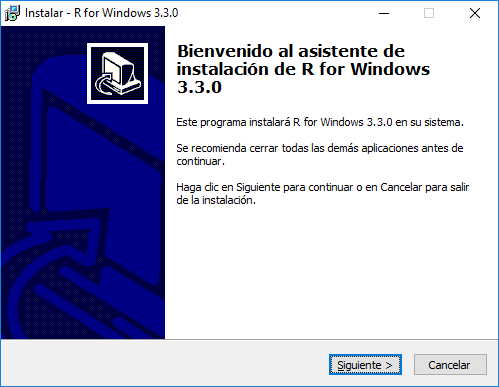 Instalar - R for Windows 3.3.0
Bienvenido al asistente de
instalación de R for Windows
3.3.0
Este programa instalará R for Windows 3.3.0 en su sistema.
Se recomienda cerrar todas las demás aplicaciones antes de
continuar.
Haga clic en Siguiente para continuar o en Cancelar para salir
de la instalación.
Siguiente >
Cancelar